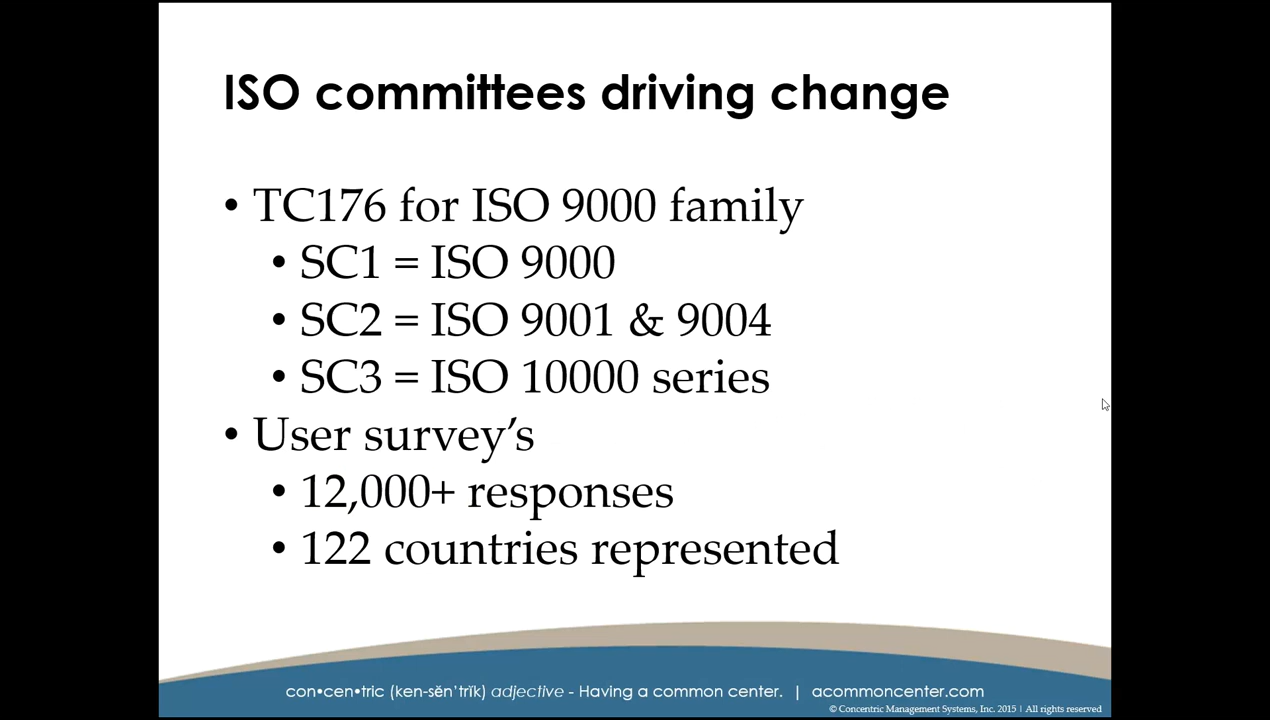 ISO committees driving change
• TC176 for ISO 9000 family
• SC1 = ISO 9000
• SC2 = ISO 9001 & 9004
• SC3 = ISO 10000 series
• User survey’s
• 12,000+ responses
• 122 countries represented
con•cen•tric (ken-sĕn’trĭk) adjective - Having a common center. | acommoncenter.com
© Concentric Management Systems, Inc. 2015 | All rights reserved